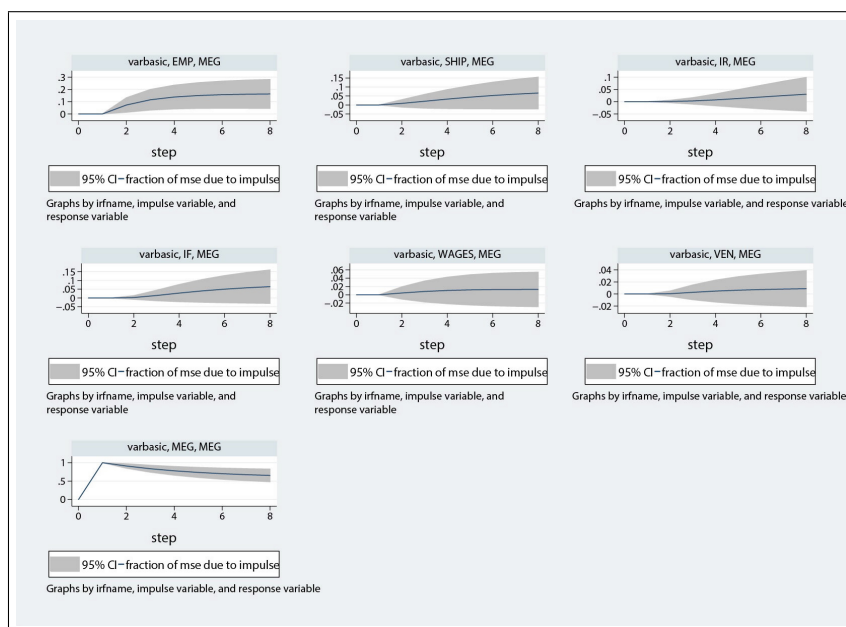 varbasic, EMP, MEG
.3
.2
.1
0
0 2 4 6 8
step
95% CI–fraction of mse due to impulse
Graphs by irfname, impulse variable, and
response variable
varbasic, SHIP, MEG
.15
.1
.05
0
−.05
0 2 4 6 8
step
95% CI–fraction of mse due to impulse
Graphs by irfname, impulse variable, and
response variable
varbasic, IR, MEG
0.1
.05
0
−.05
0 2 4 6 8
step
95% CI–fraction of mse due to impulse
Graphs by irfname, impulse variable, and response variable
varbasic, IF, MEG
.15
.1
.05
0
−.05
0 2 4 6 8
step
95% CI–fraction of mse due to impulse
Graphs by irfname, impulse variable, and
response variable
varbasic, WAGES, MEG
.06
.04
0.02
0
−.02
0 2 4 6 8
step
95% CI–fraction of mse due to impulse
Graphs by irfname, impulse variable, and
response variable
varbasic, VEN, MEG
.04
.02
0
−.02
0 2 4 6 8
step
95% CI–fraction of mse due to impulse
Graphs by irfname, impulse variable, and response variable
varbasic, MEG, MEG
1
.5
0
0 2 4 6 8
step
95% CI–fraction of mse due to impulse
Graphs by irfname, impulse variable, and response variable